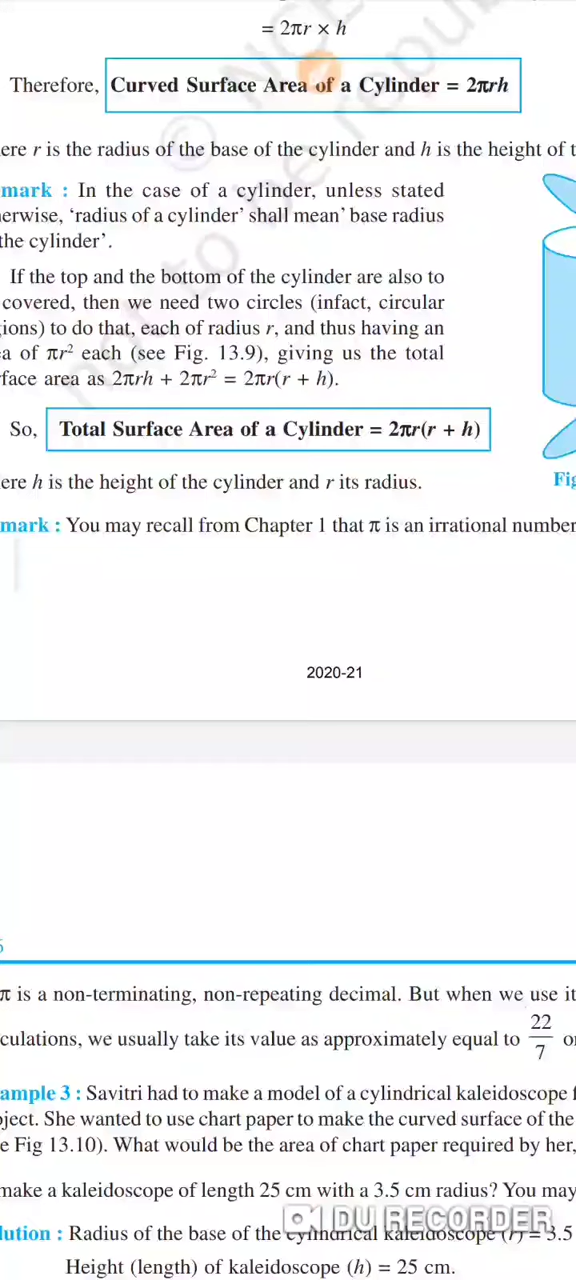 = 2πr × h
Therefore, Curved Surface Area of a Cylinder = 2πrh
ere r is the radius of the base of the cylinder and h is the height of t
mark : In the case of a cylinder, unless stated
erwise, 'radius of a cylinder' shall mean' base radius
the cylinder'.
If the top and the bottom of the cylinder are also to
covered, then we need two circles (infact, circular
ions) to do that, each of radius r, and thus having an
a of πr² each (see Fig. 13.9), giving us the total
face area as 2πrh + 2πr² = 2πr(r + h).
So, Total Surface Area of a Cylinder = 2πr(r + h)
ere h is the height of the cylinder and r its radius.
Fig
mark : You may recall from Chapter 1 that π is an irrational number
© NCE
not to be republ
2020-21
π is a non-terminating, non-repeating decimal. But when we use it
culations, we usually take its value as approximately equal to 22/7 o
ample 3 : Savitri had to make a model of a cylindrical kaleidoscope f
ject. She wanted to use chart paper to make the curved surface of the
e Fig 13.10). What would be the area of chart paper required by her,
make a kaleidoscope of length 25 cm with a 3.5 cm radius? You may
lution : Radius of the base of the cylindrical kaleidoscope (r) = 3.5
DU RECORDER
Height (length) of kaleidoscope (h) = 25 cm.